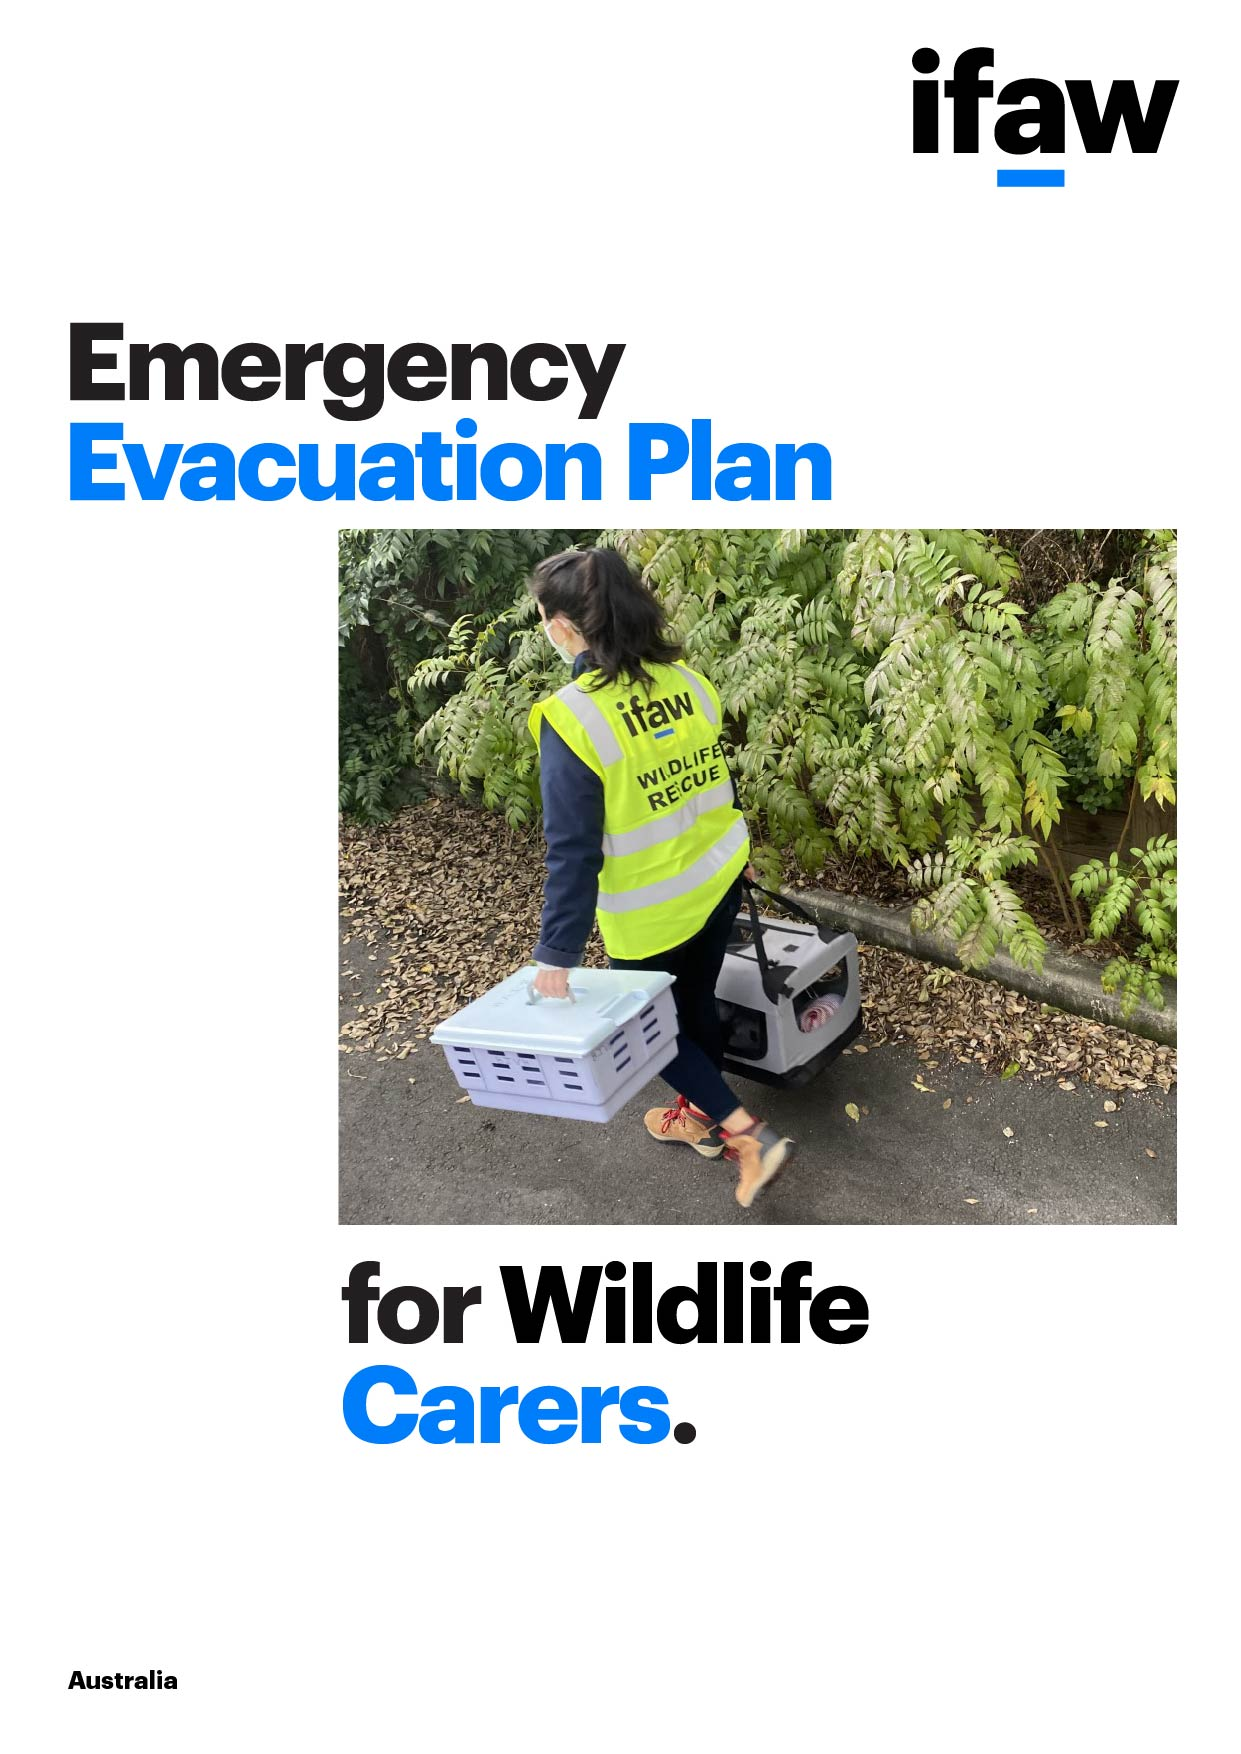 ifaw
Emergency
Evacuation Plan
ifaw
WILDLIFE
RESCUE
for Wildlife
Carers.
Australia